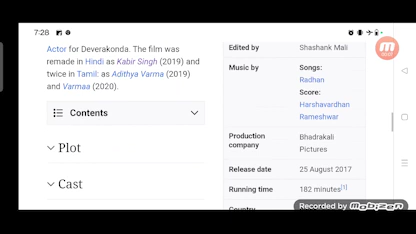 7:28
Actor for Deverakonda. The film was
remade in Hindi as Kabir Singh (2019) and
twice in Tamil: as Adithya Varma (2019)
and Varmaa (2020).
Contents
Plot
Cast
Edited by Shashank Mali
Music by Songs:
Radhan
Score:
Harshavardhan
Rameshwar
Production
company
Bhadrakali
Pictures
Release date 25 August 2017
Running time 182 minutes[1]
Country
Recorded by Mobizen